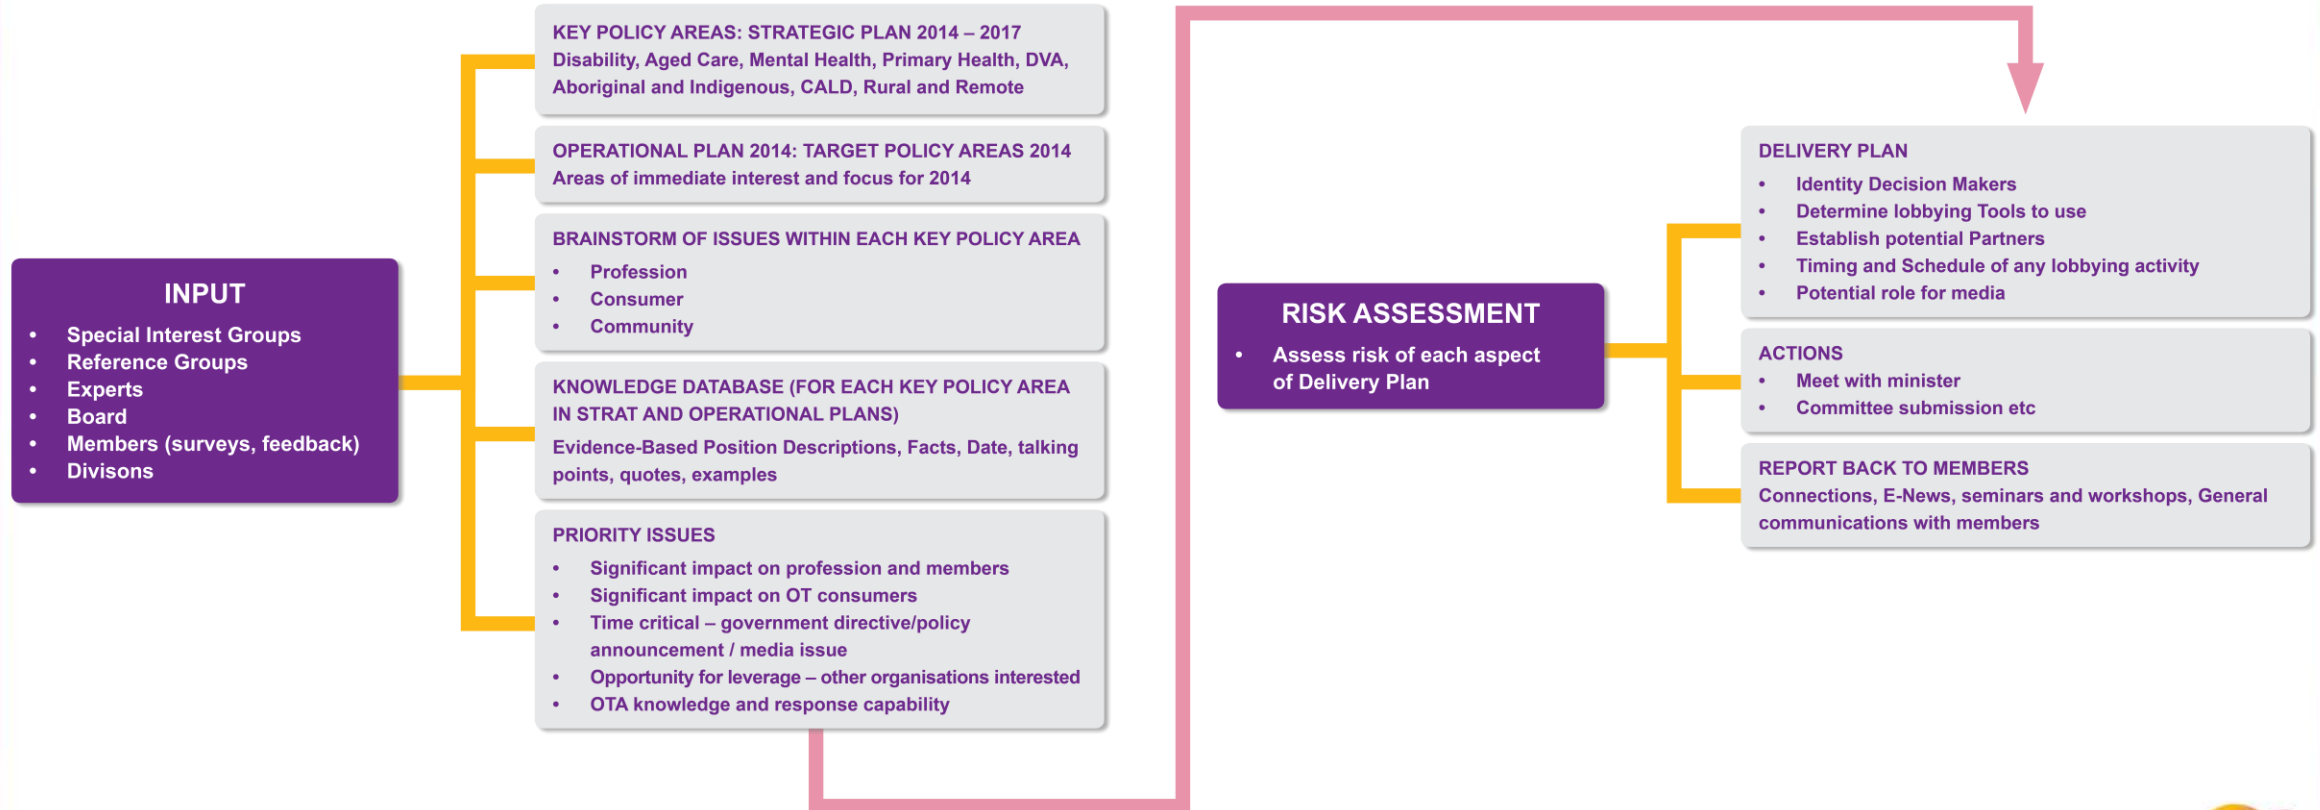 INPUT
• Special Interest Groups
• Reference Groups
• Experts
• Board
• Members (surveys, feedback)
• Divisons
KEY POLICY AREAS: STRATEGIC PLAN 2014 – 2017
Disability, Aged Care, Mental Health, Primary Health, DVA,
Aboriginal and Indigenous, CALD, Rural and Remote
OPERATIONAL PLAN 2014: TARGET POLICY AREAS 2014
Areas of immediate interest and focus for 2014
BRAINSTORM OF ISSUES WITHIN EACH KEY POLICY AREA
• Profession
• Consumer
• Community
KNOWLEDGE DATABASE (FOR EACH KEY POLICY AREA
IN STRAT AND OPERATIONAL PLANS)
Evidence-Based Position Descriptions, Facts, Date, talking
points, quotes, examples
PRIORITY ISSUES
• Significant impact on profession and members
• Significant impact on OT consumers
• Time critical – government directive/policy
announcement / media issue
• Opportunity for leverage – other organisations interested
• OTA knowledge and response capability
RISK ASSESSMENT
• Assess risk of each aspect
of Delivery Plan
DELIVERY PLAN
• Identity Decision Makers
• Determine lobbying Tools to use
• Establish potential Partners
• Timing and Schedule of any lobbying activity
• Potential role for media
ACTIONS
• Meet with minister
• Committee submission etc
REPORT BACK TO MEMBERS
Connections, E-News, seminars and workshops, General
communications with members